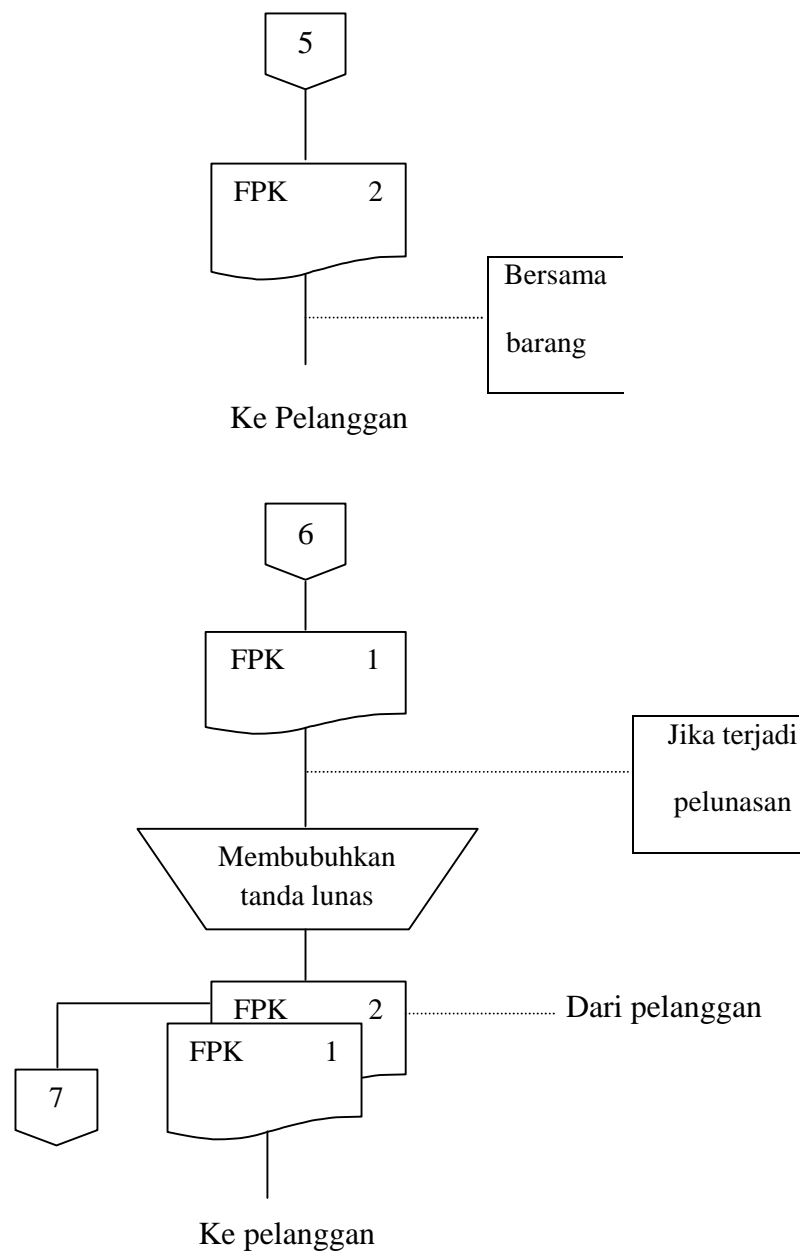 5
FPK 2
Bersama
barang
Ke Pelanggan
6
FPK 1
Jika terjadi
pelunasan
Membubuhkan
tanda lunas
FPK 2
Dari pelanggan
FPK 1
7
Ke pelanggan